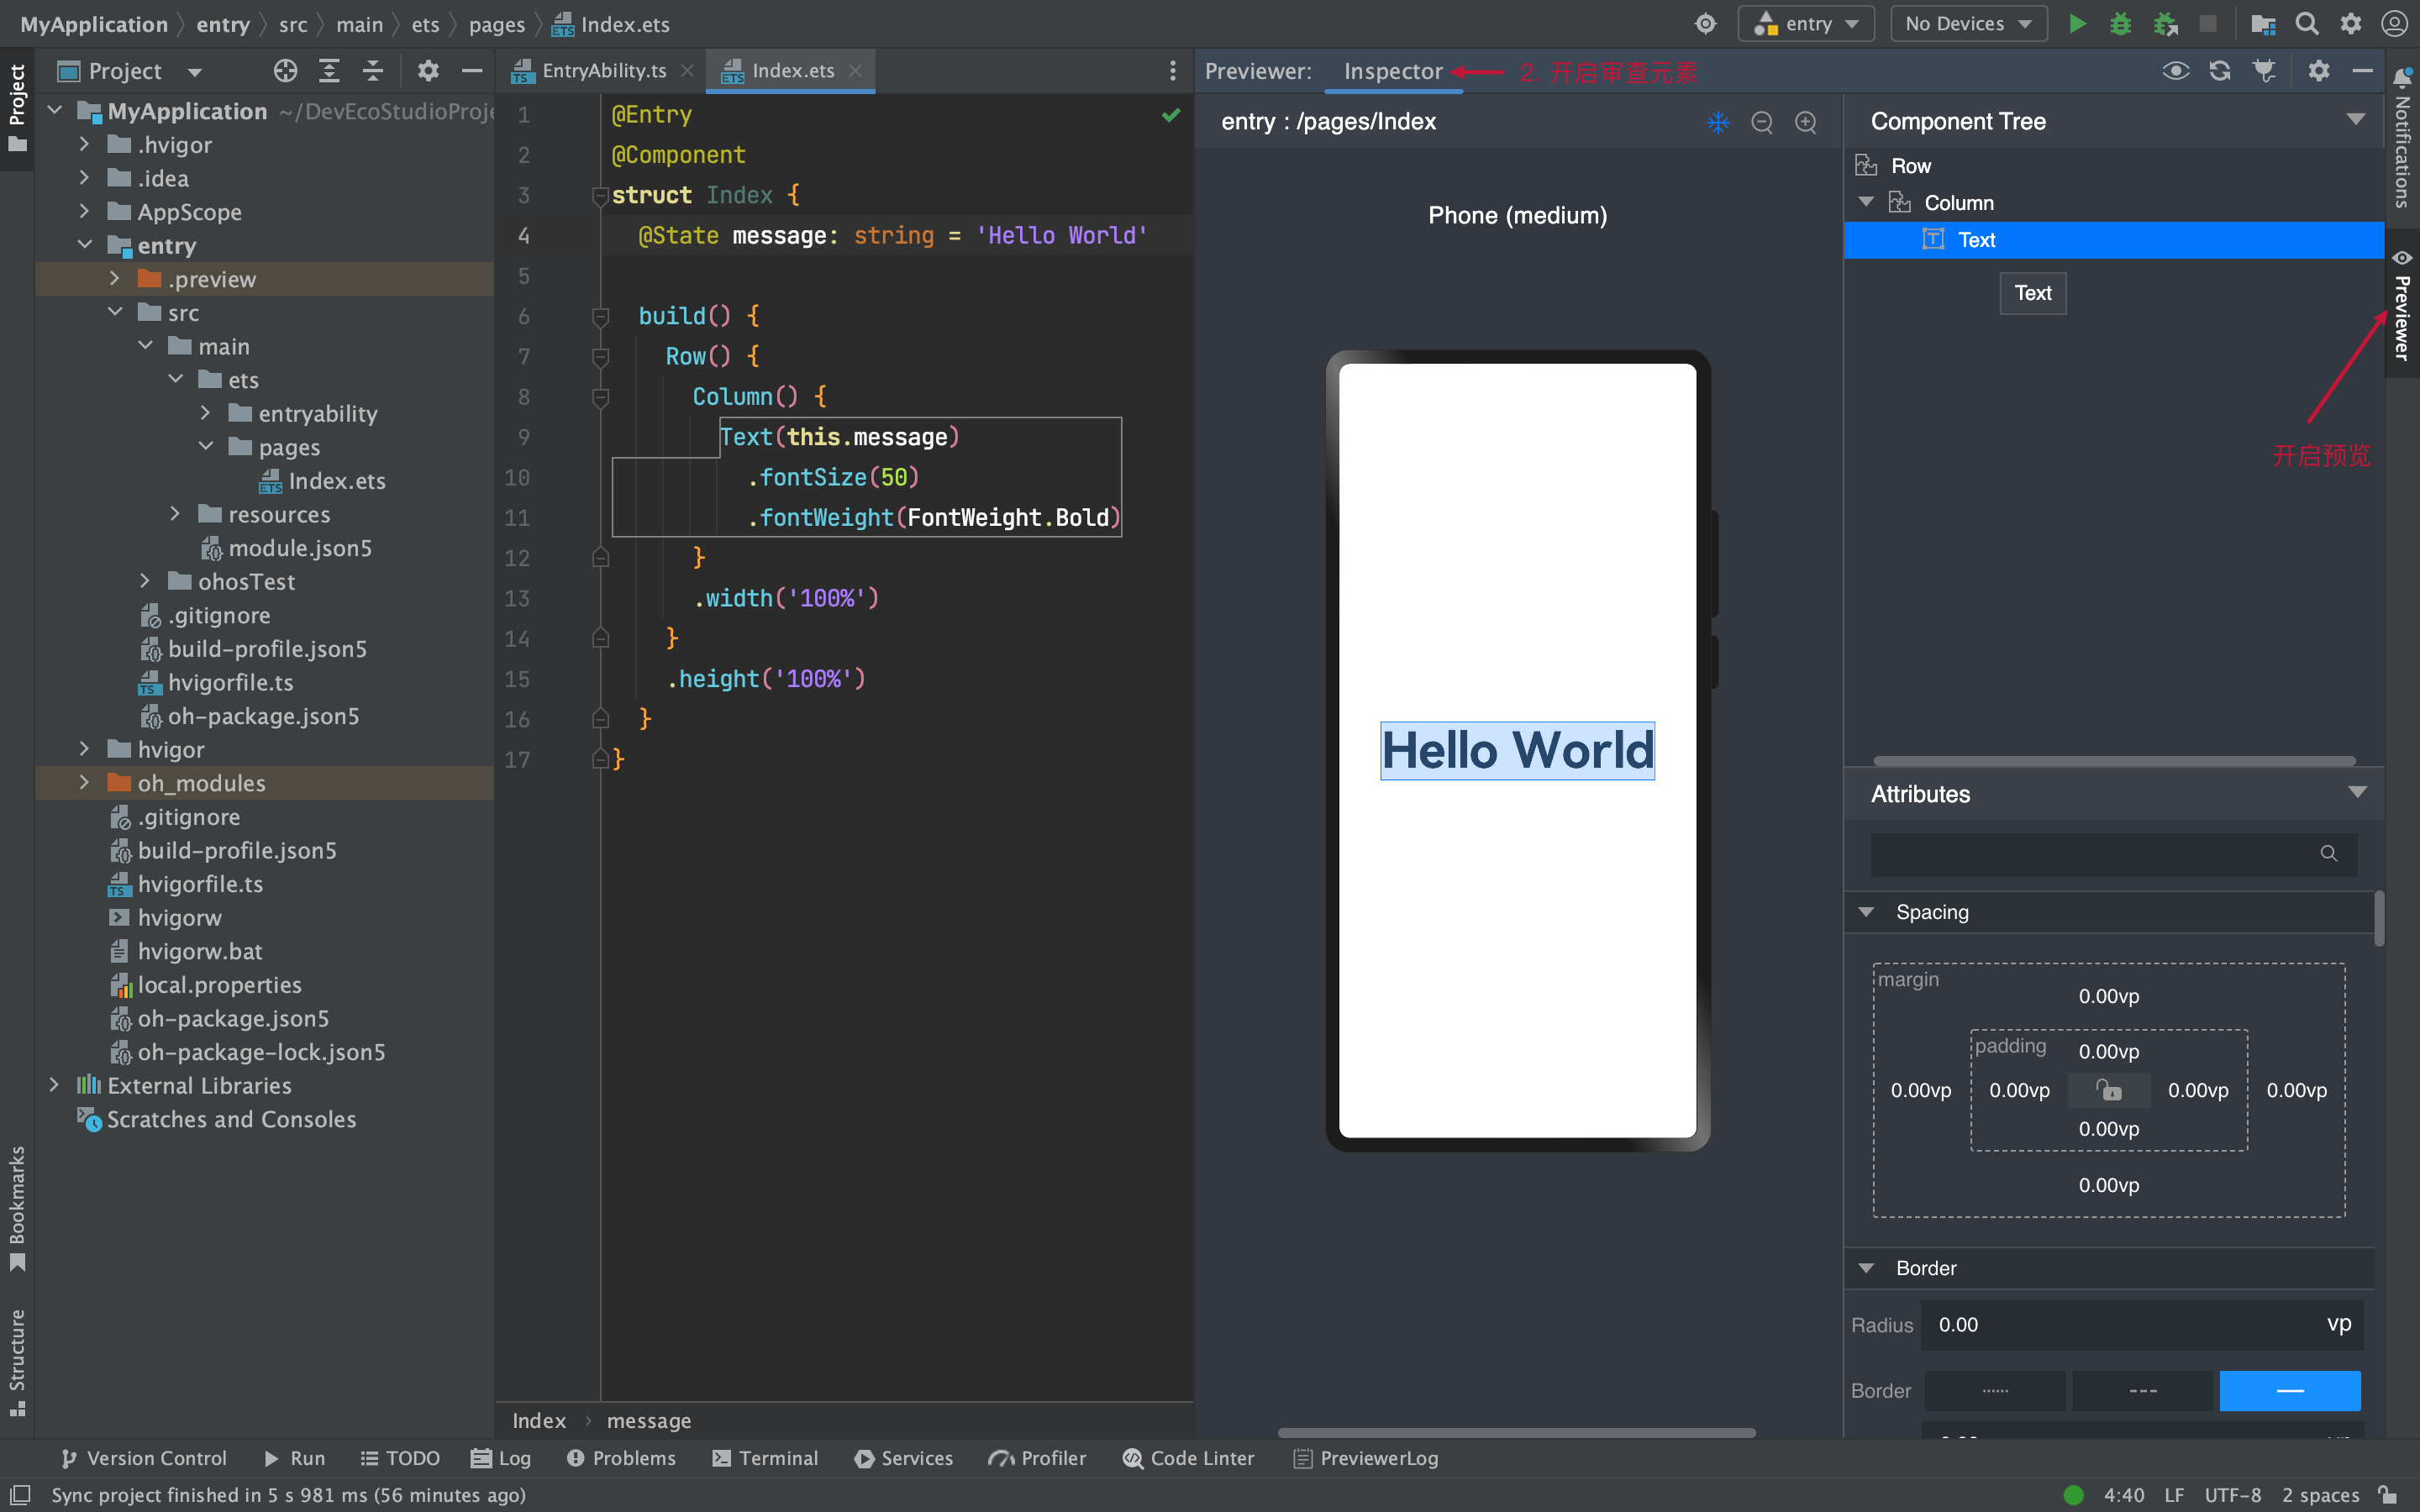 MyApplication entry src main ets pages Index.ets
entry No Devices
Project
Project ~/DevEcoStudioProje
MyApplication
.hvigor
.idea
AppScope
entry
.preview
src
main
ets
entryability
pages
Index.ets
resources
module.json5
ohosTest
.gitignore
build-profile.json5
hvigorfile.ts
oh-package.json5
hvigor
oh_modules
.gitignore
build-profile.json5
hvigorfile.ts
hvigorw
hvigorw.bat
local.properties
oh-package.json5
oh-package-lock.json5
External Libraries
Scratches and Consoles
Bookmarks
Structure
EntryAbility.ts Index.ets
1 @Entry
2 @Component
3 struct Index {
4 @State message: string = 'Hello World'
5
6 build() {
7 Row() {
8 Column() {
9 Text(this.message)
10 .fontSize(50)
11 .fontWeight(FontWeight.Bold)
12 }
13 .width('100%')
14 }
15 .height('100%')
16 }
17 }
Index message
Previewer: Inspector 2. 开启审查元素
entry : /pages/Index
Phone (medium)
Hello World
Component Tree
Row
Column
Text
Text
开启预览
Attributes
Spacing
margin
0.00vp
padding
0.00vp
0.00vp 0.00vp 0.00vp 0.00vp
0.00vp
0.00vp
Border
Radius 0.00 vp
Border
Notifications
Previewer
Version Control Run TODO Log Problems Terminal Services Profiler Code Linter PreviewerLog
Sync project finished in 5 s 981 ms (56 minutes ago)
4:40 LF UTF-8 2 spaces